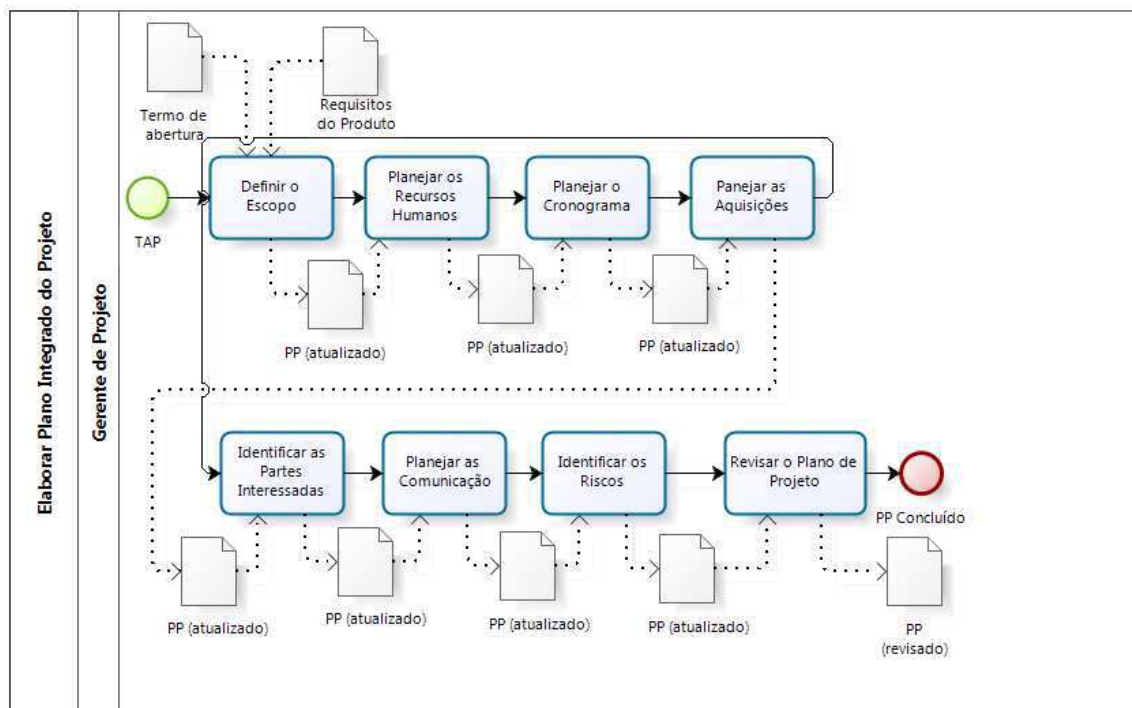 Elaborar Plano Integrado do Projeto
Gerente de Projeto
Termo de
abertura
Requisitos
do Produto
TAP
Definir o
Escopo
Planejar os
Recursos
Humanos
Planejar o
Cronograma
Panejar as
Aquisições
PP (atualizado)
PP (atualizado)
PP (atualizado)
Identificar as
Partes
Interessadas
Planejar as
Comunicação
Identificar os
Riscos
Revisar o Plano de
Projeto
PP Concluído
PP (atualizado)
PP (atualizado)
PP (atualizado)
PP (atualizado)
PP
(revisado)